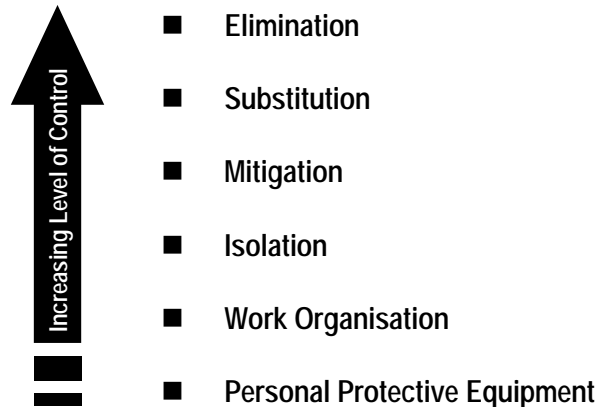 Increasing Level of Control
Elimination
Substitution
Mitigation
Isolation
Work Organisation
Personal Protective Equipment